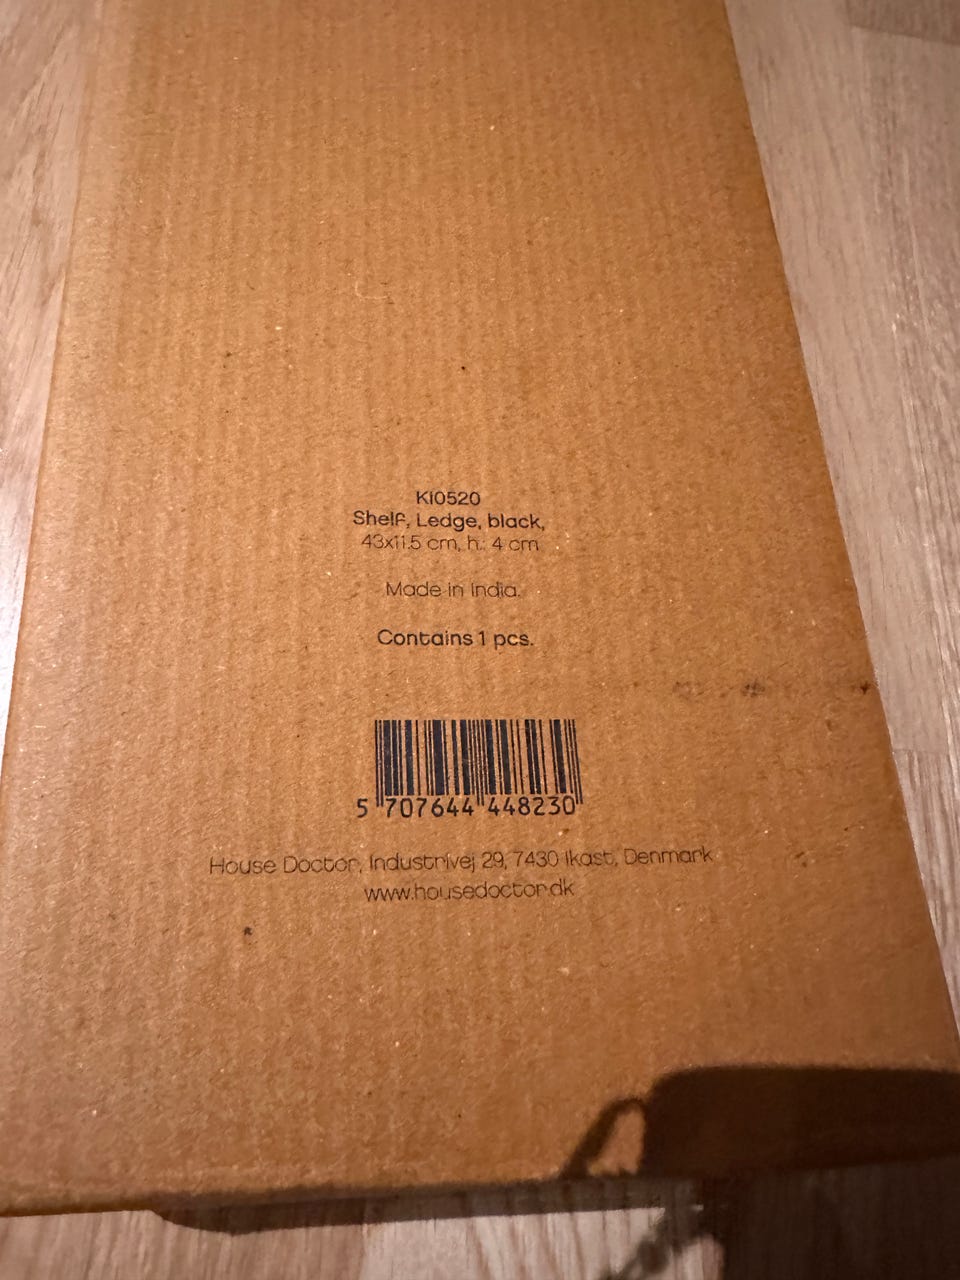 Ki0520
Shelf, Ledge, black,
43x11.5 cm, h.: 4 cm
Made in India.
Contains 1 pcs.
5 707644 448230
House Doctor, Industrivej 29, 7430 Ikast, Denmark
www.housedoctor.dk